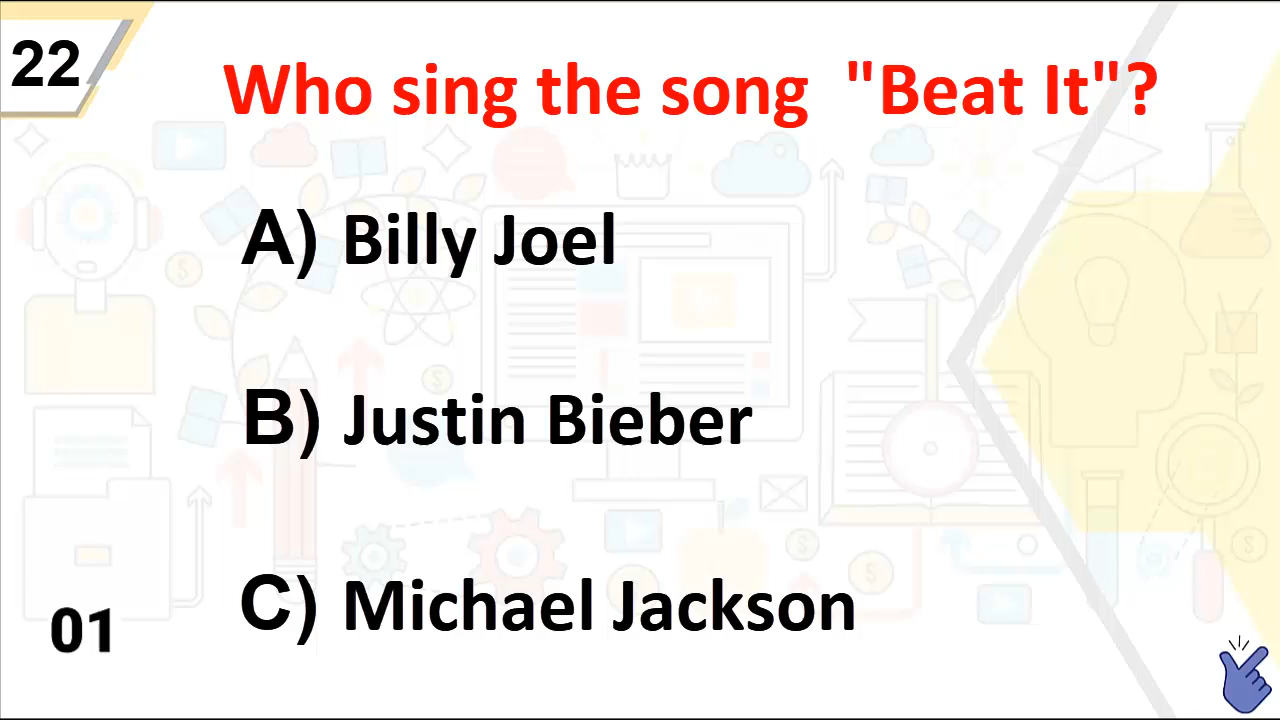 22
Who sing the song "Beat It"?
A) Billy Joel
B) Justin Bieber
C) Michael Jackson
01